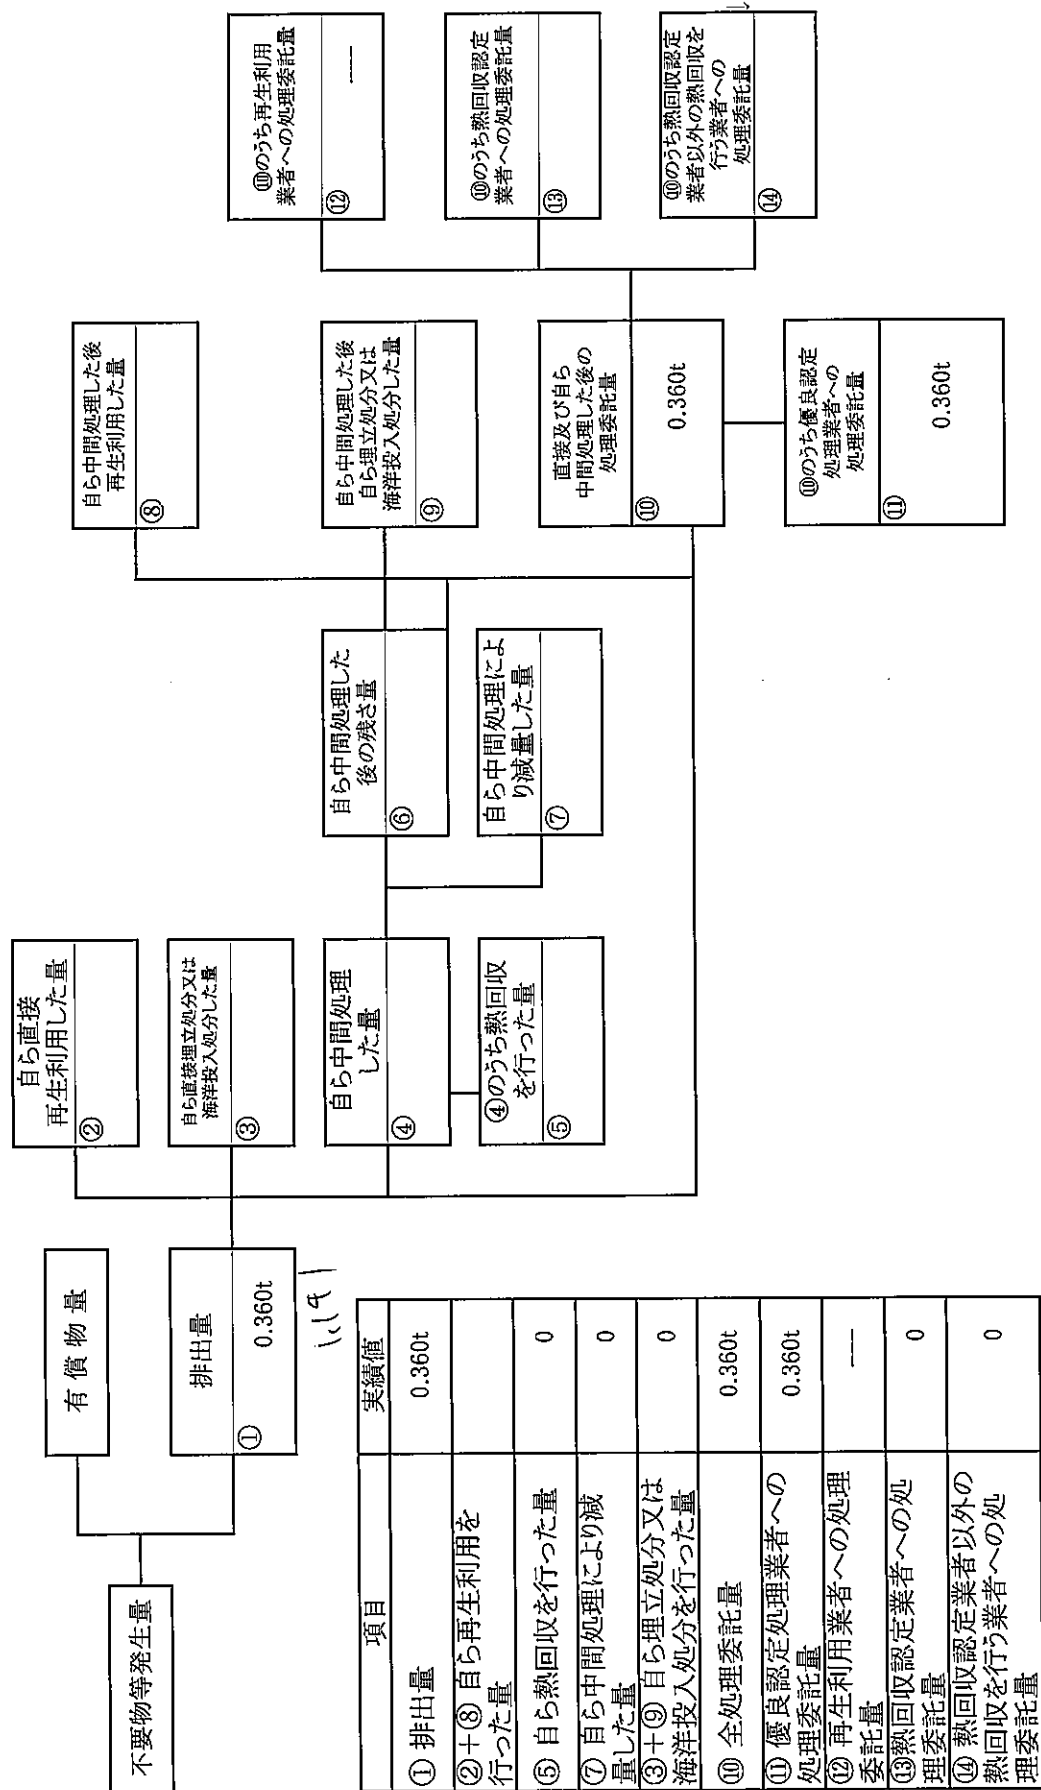 不要物等発生量
有償物量
排出量
①
0.360t
自ら直接
再生利用した量
②
自ら直接埋立処分又は
海洋投入処分した量
③
自ら中間処理
した量
④
④のうち熱回収
を行った量
⑤
自ら中間処理した
後の残さ量
⑥
自ら中間処理によ
り減量した量
⑦
自ら中間処理した後
再生利用した量
⑧
自ら中間処理した後
自ら埋立処分又は
海洋投入処分した量
⑨
直接及び自ら
中間処理した後の
処理委託量
⑩
0.360t
⑩のうち優良認定
処理業者への
処理委託量
⑪
0.360t
⑩のうち再生利用
業者への処理委託量
⑫
―
⑩のうち熱回収認定
業者への処理委託量
⑬
⑩のうち熱回収認定
業者以外の熱回収を
行う業者への
処理委託量
⑭
項目 実績値
① 排出量 0.360t
②+⑧ 自ら再生利用を
行った量
⑤ 自ら熱回収を行った量 0
⑦ 自ら中間処理により減
量した量 0
③+⑨ 自ら埋立処分又は
海洋投入処分を行った量 0
⑩ 全処理委託量 0.360t
⑪ 優良認定処理業者への
処理委託量 0.360t
⑫ 再生利用業者への処理
委託量 ―
⑬熱回収認定業者への処
理委託量 0
⑭ 熱回収認定業者以外の
熱回収を行う業者への処
理委託量 0